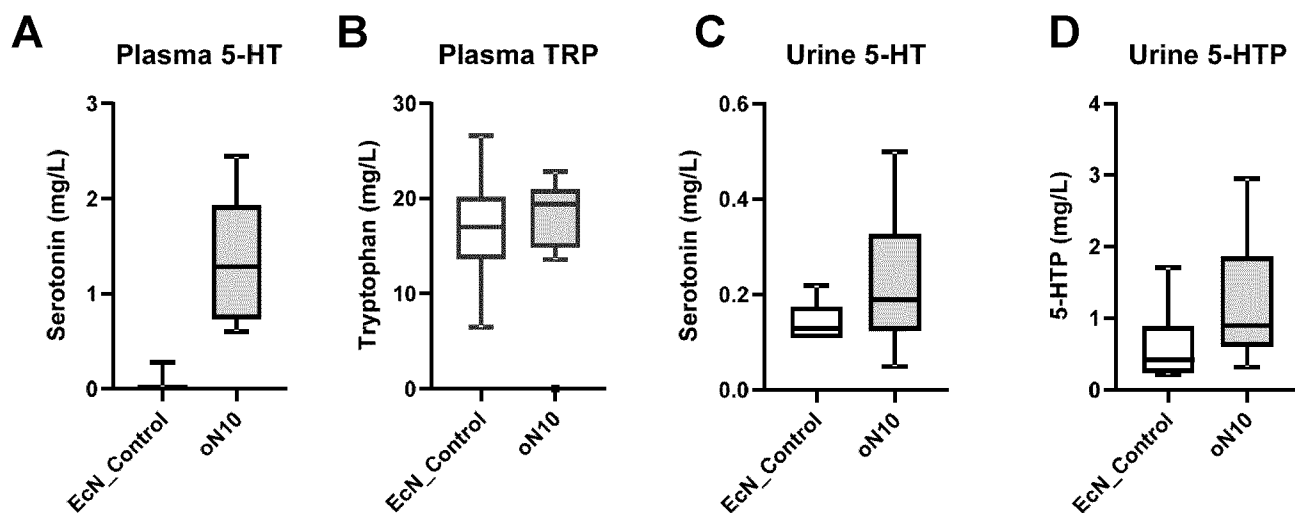 A
Plasma 5-HT
Serotonin (mg/L)
3
2
1
0
EcN_Control
oN10
B
Plasma TRP
Tryptophan (mg/L)
30
20
10
0
EcN_Control
oN10
C
Urine 5-HT
Serotonin (mg/L)
0.6
0.4
0.2
0.0
EcN_Control
oN10
D
Urine 5-HTP
5-HTP (mg/L)
4
3
2
1
0
EcN_Control
oN10